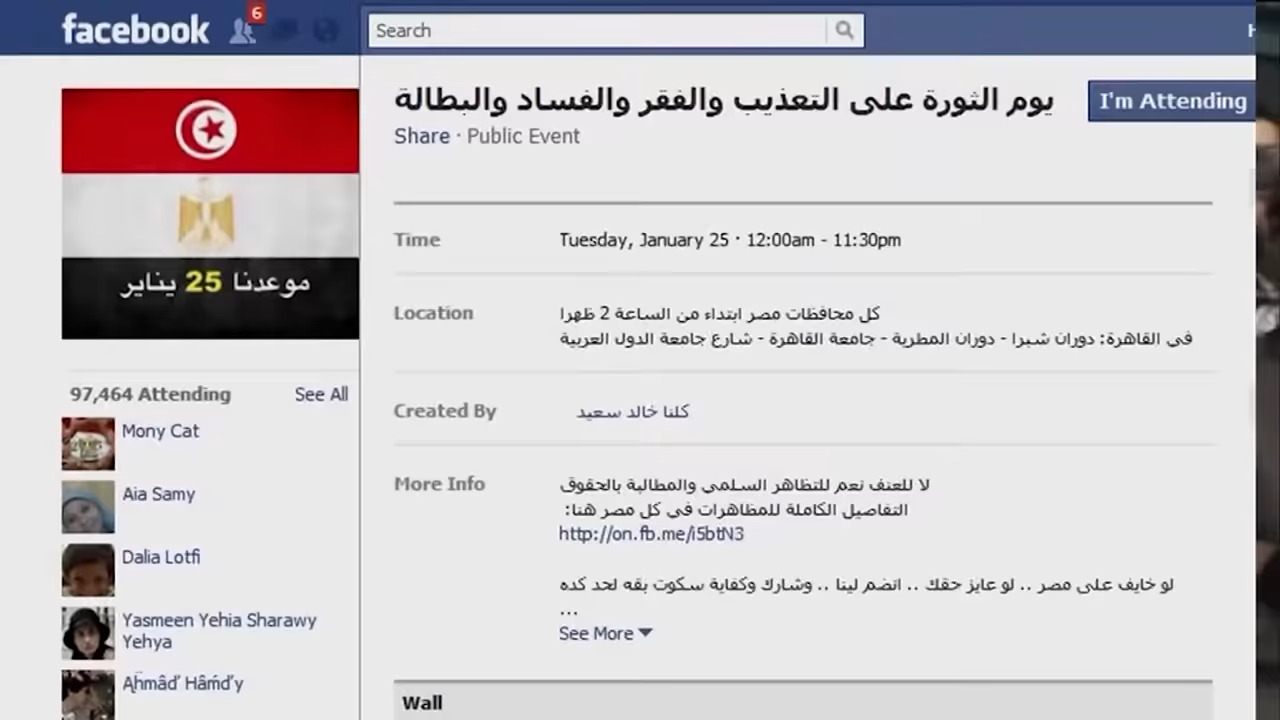 facebook
6
Search
H
يوم الثورة على التعذيب والفقر والفساد والبطالة
I'm Attending
Share · Public Event
موعدنا 25 يناير
Time
Tuesday, January 25 · 12:00am - 11:30pm
Location
كل محافظات مصر ابتداء من الساعة 2 ظهرا
فى القاهرة: دوران شبرا - دوران المطرية - جامعة القاهرة - شارع جامعة الدول العربية
Created By
كلنا خالد سعيد
More Info
لا للعنف نعم للتظاهر السلمي والمطالبة بالحقوق
التفاصيل الكاملة للمظاهرات في كل مصر هنا:
http://on.fb.me/i5btN3
لو خايف على مصر .. لو عايز حقك .. انضم لينا .. وشارك وكفاية سكوت بقه لحد كده
...
See More
Wall
97,464 Attending
See All
Mony Cat
Aia Samy
Dalia Lotfi
Yasmeen Yehia Sharawy
Yehya